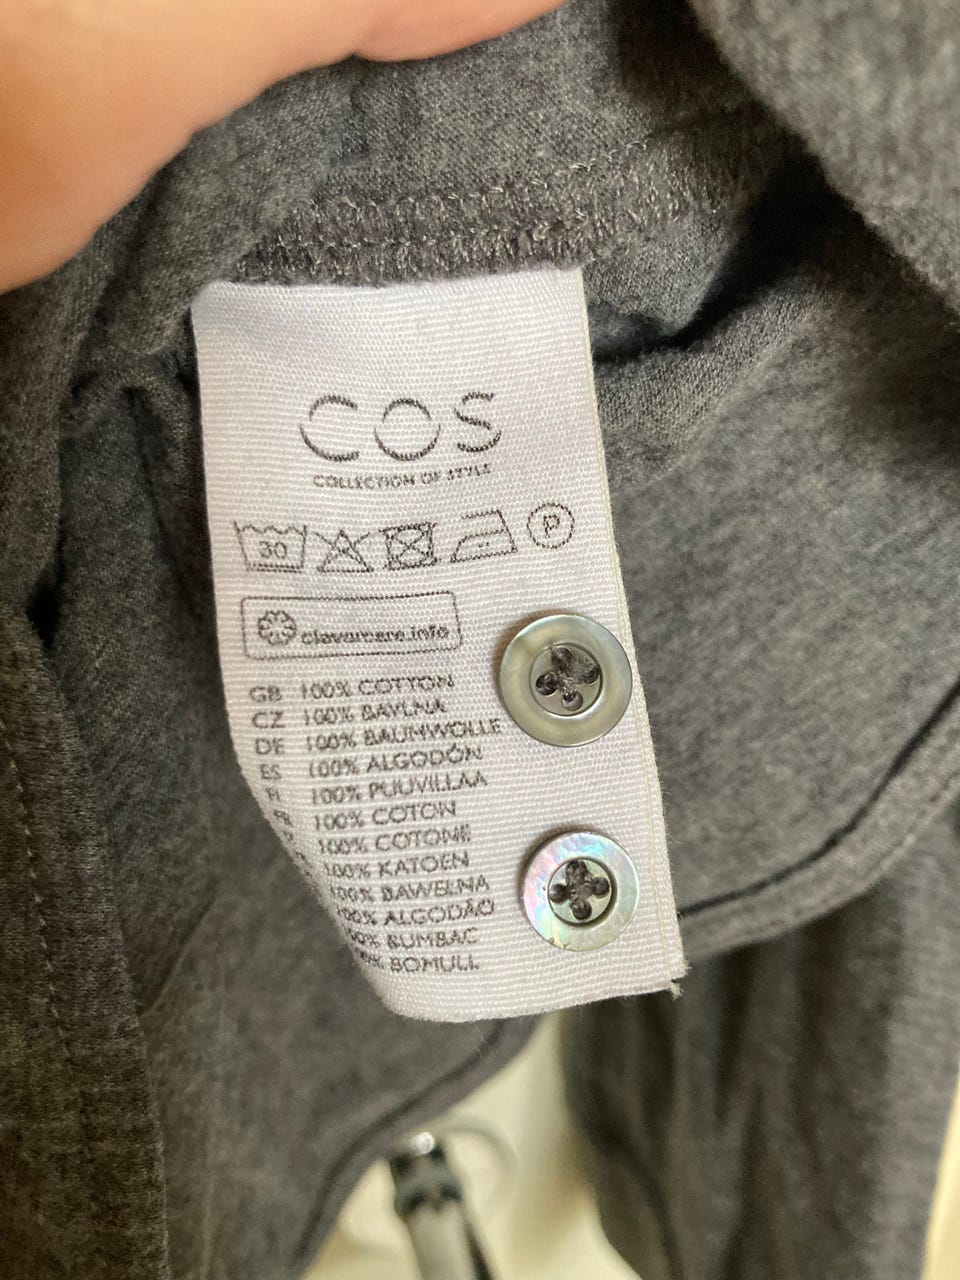 COS
COLLECTION OF STYLE
30
P
clevercare.info
GB 100% COTTON
CZ 100% BAVLNA
DE 100% BAUMWOLLE
ES 100% ALGODÓN
FI 100% PUUVILLAA
FR 100% COTON
100% COTONE
100% KATOEN
100% BAWEŁNA
100% ALGODÃO
100% BUMBAC
100% BOMULL